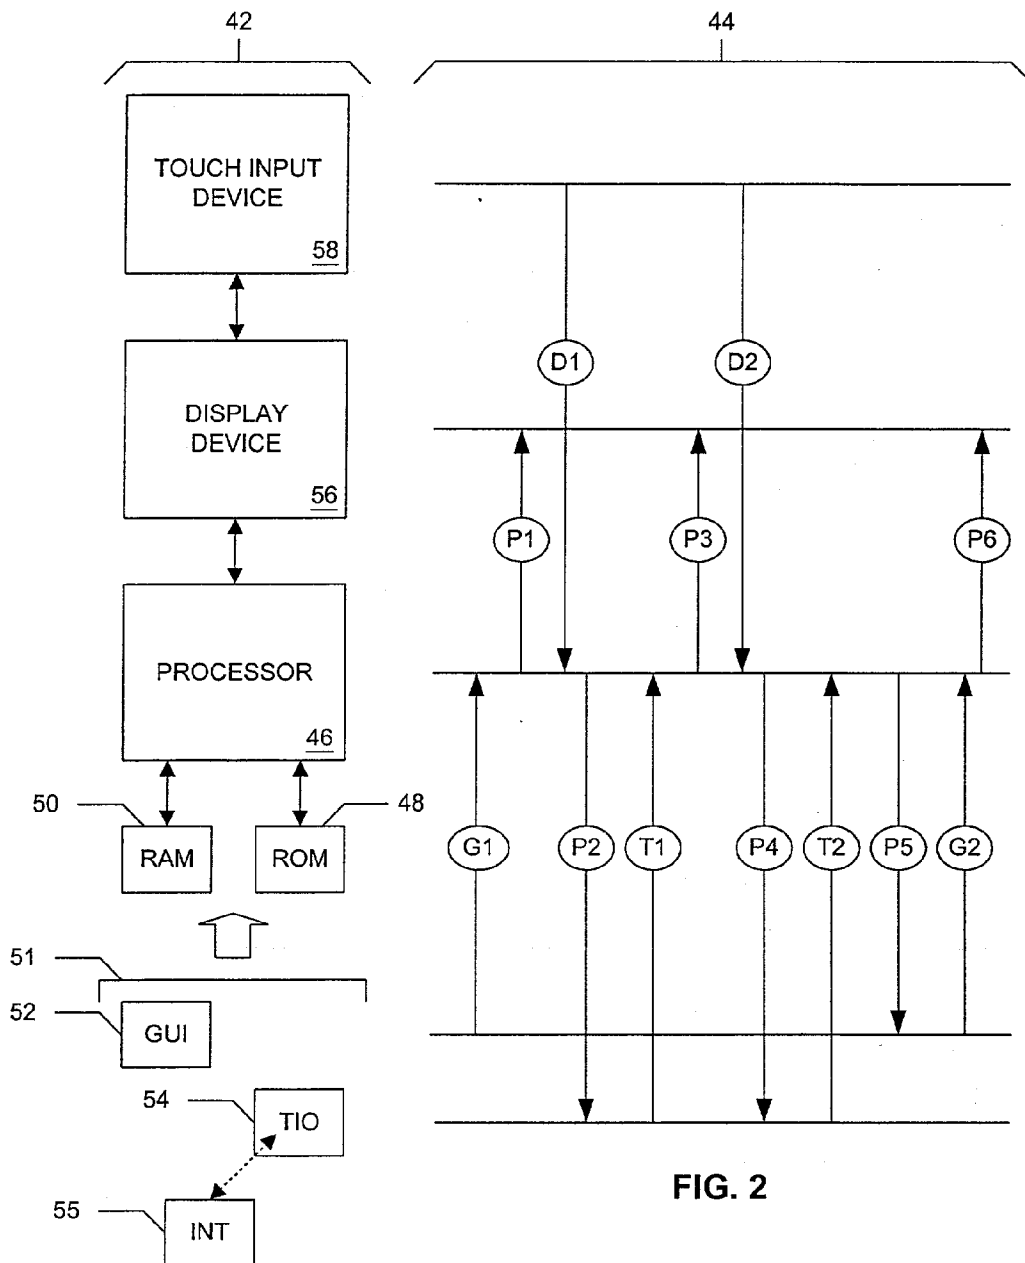 42
44
TOUCH INPUT
DEVICE
58
D1
D2
DISPLAY
DEVICE
56
P1
P3
P6
PROCESSOR
46
50
48
RAM
ROM
G1
P2
T1
P4
T2
P5
G2
51
52
GUI
54
TIO
55
INT
FIG. 2